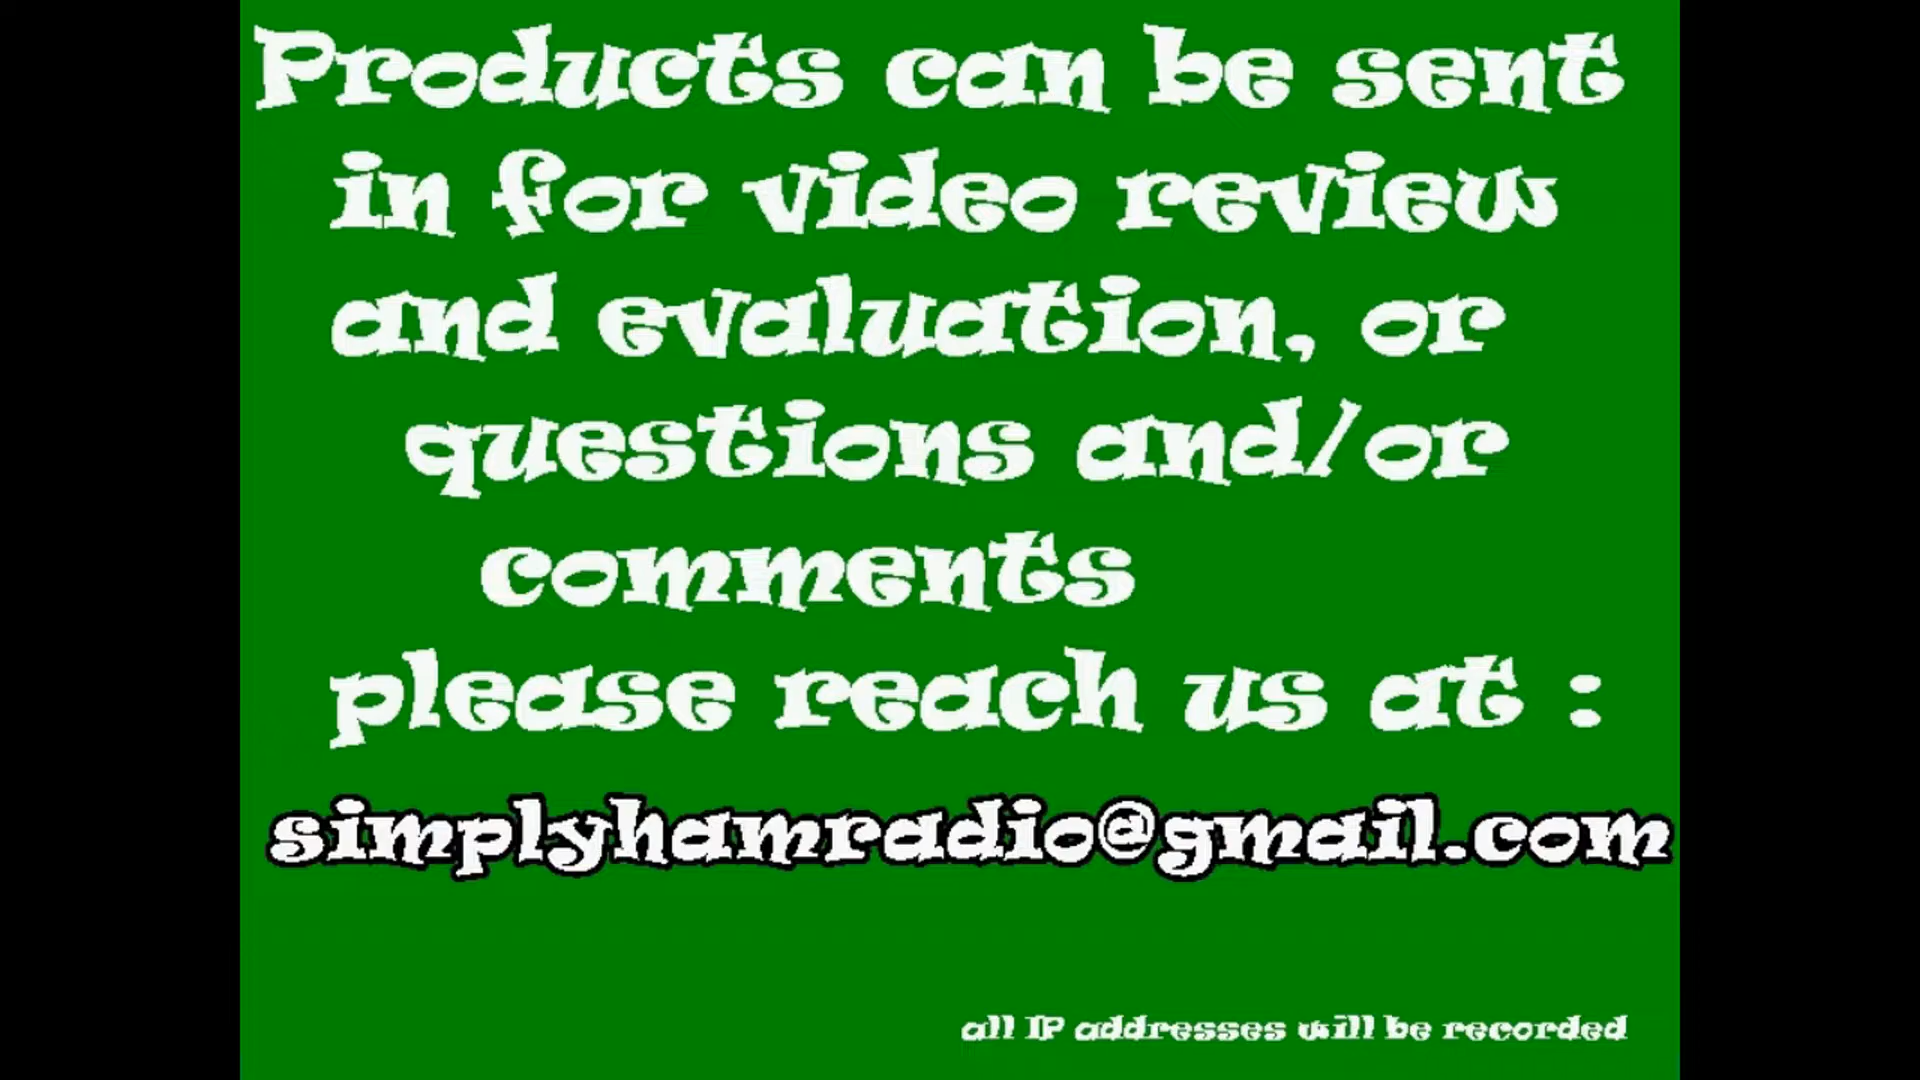 Products can be sent
in for video review
and evaluation, or
questions and/or
comments
please reach us at :
simplyhamradio@gmail.com
all IP addresses will be recorded